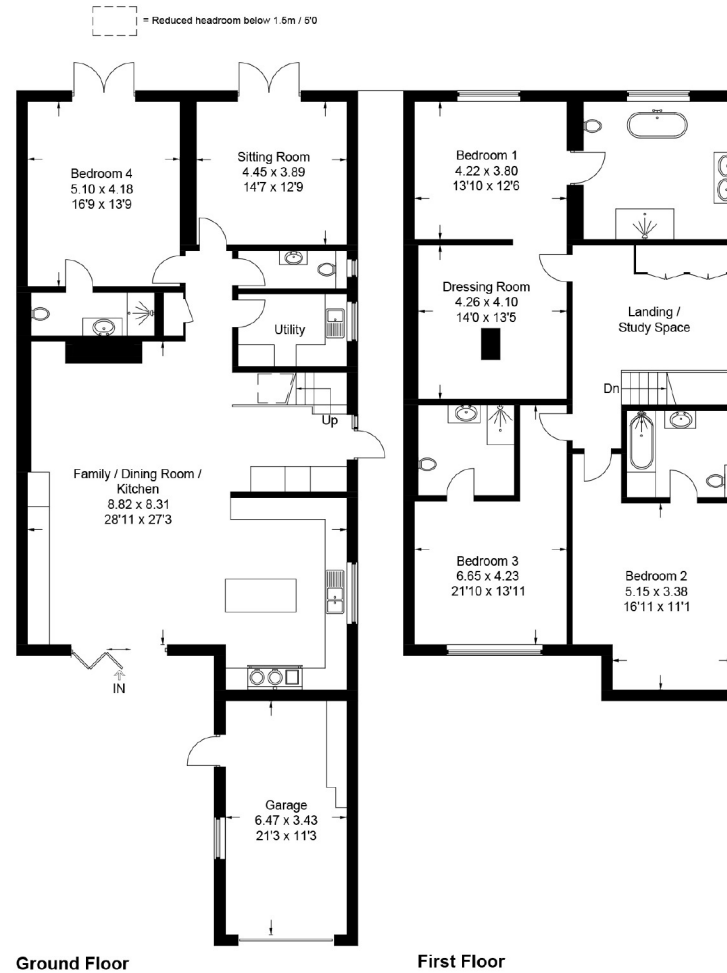 = Reduced headroom below 1.5m / 5'0
Bedroom 4
5.10 x 4.18
16'9 x 13'9
Sitting Room
4.45 x 3.89
14'7 x 12'9
Utility
Up
Family / Dining Room /
Kitchen
8.82 x 8.31
28'11 x 27'3
IN
Garage
6.47 x 3.43
21'3 x 11'3
Ground Floor
Bedroom 1
4.22 x 3.80
13'10 x 12'6
Dressing Room
4.26 x 4.10
14'0 x 13'5
Landing /
Study Space
Dn
Bedroom 3
6.65 x 4.23
21'10 x 13'11
Bedroom 2
5.15 x 3.38
16'11 x 11'1
First Floor